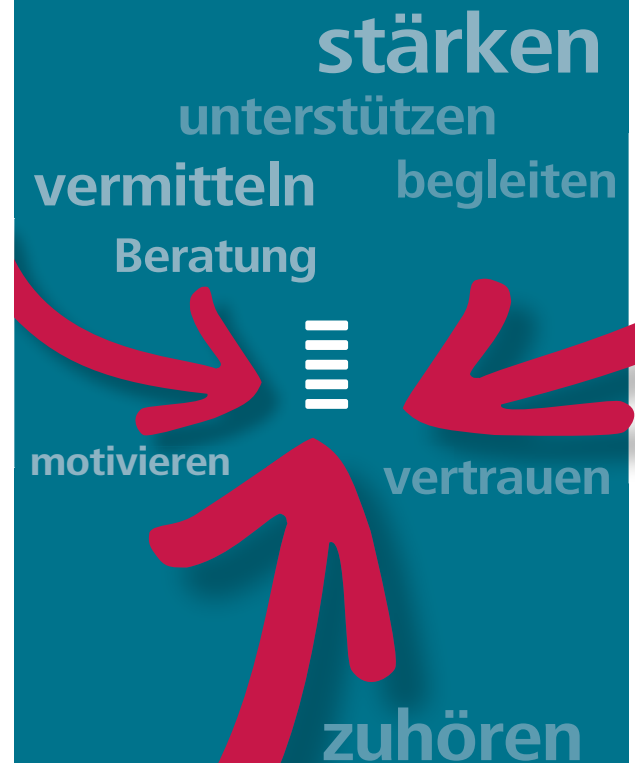 stärken
unterstützen
vermitteln
begleiten
Beratung
motivieren
vertrauen
zuhören